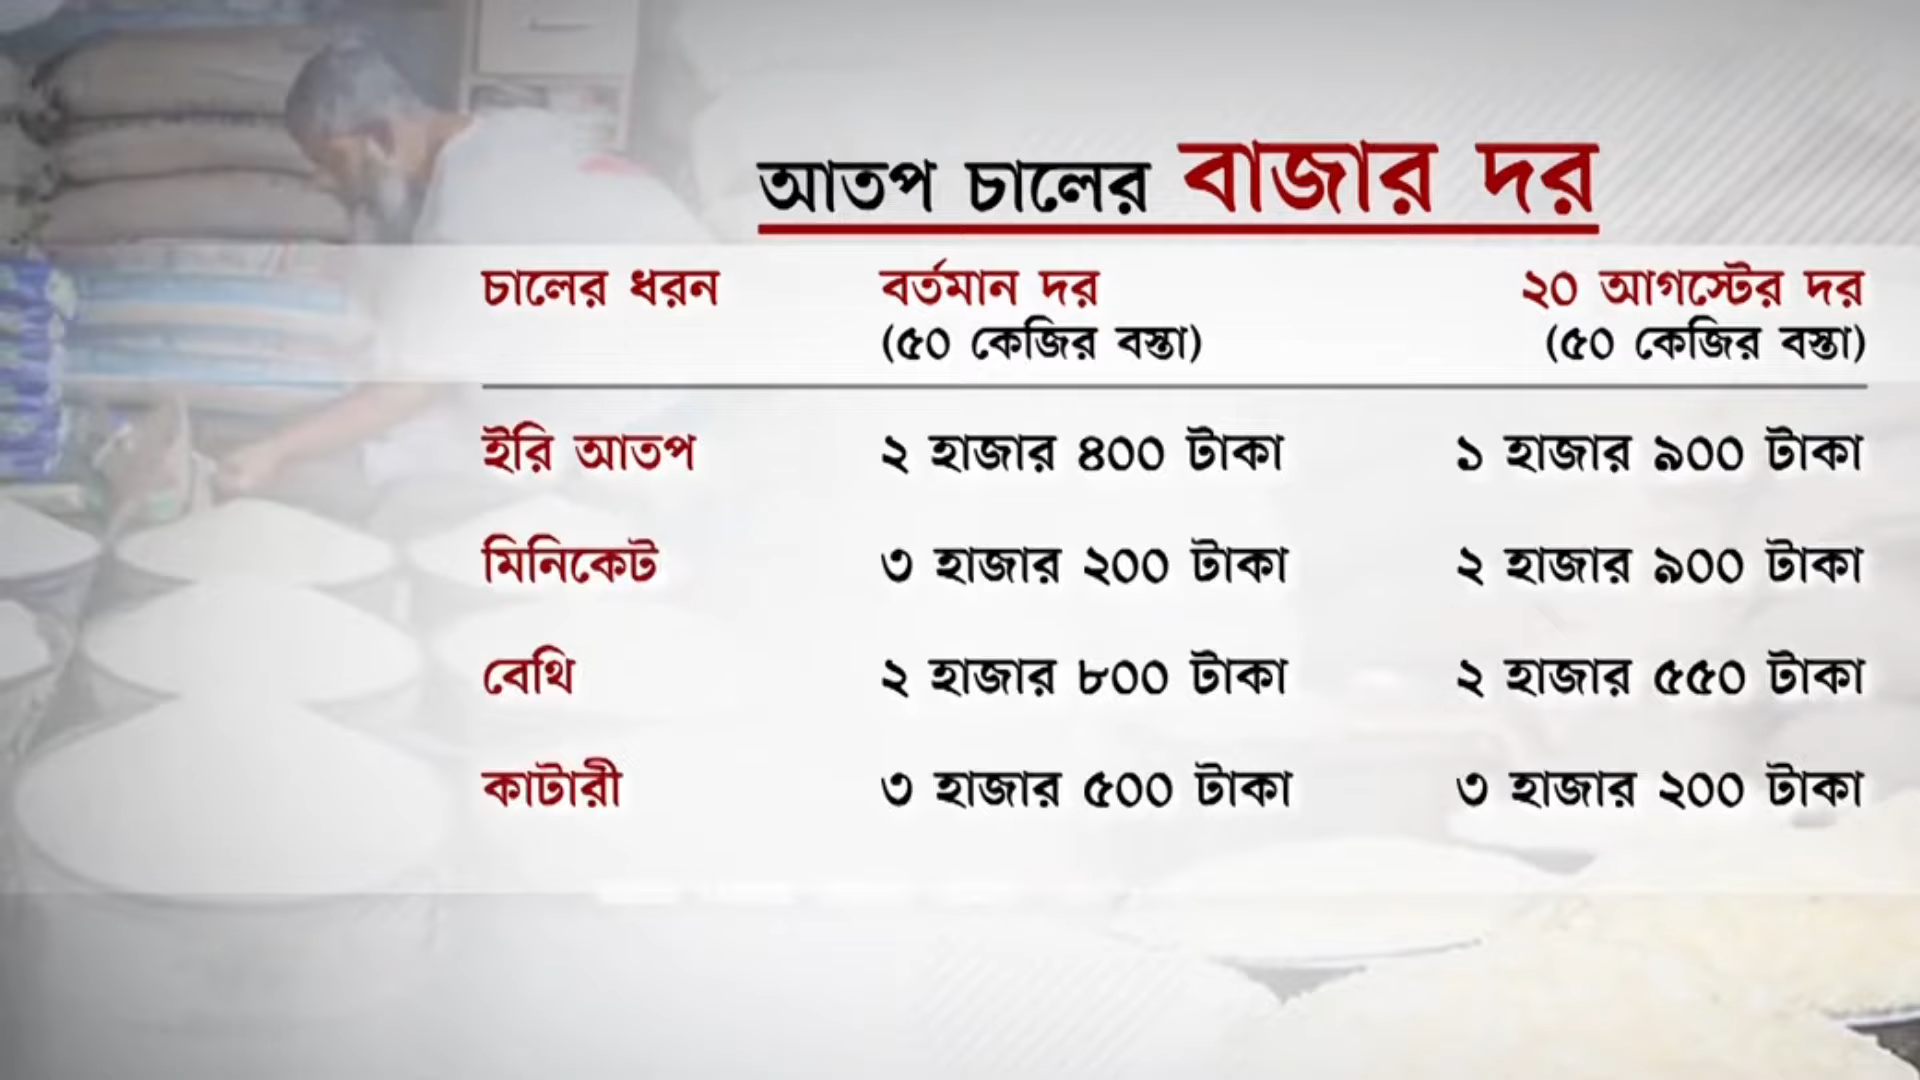 আতপ চালের বাজার দর
চালের ধরন বর্তমান দর ২০ আগস্টের দর
(৫০ কেজির বস্তা) (৫০ কেজির বস্তা)
ইরি আতপ ২ হাজার ৪০০ টাকা ১ হাজার ৯০০ টাকা
মিনিকেট ৩ হাজার ২০০ টাকা ২ হাজার ৯০০ টাকা
বেথি ২ হাজার ৮০০ টাকা ২ হাজার ৫৫০ টাকা
কাটারী ৩ হাজার ৫০০ টাকা ৩ হাজার ২০০ টাকা